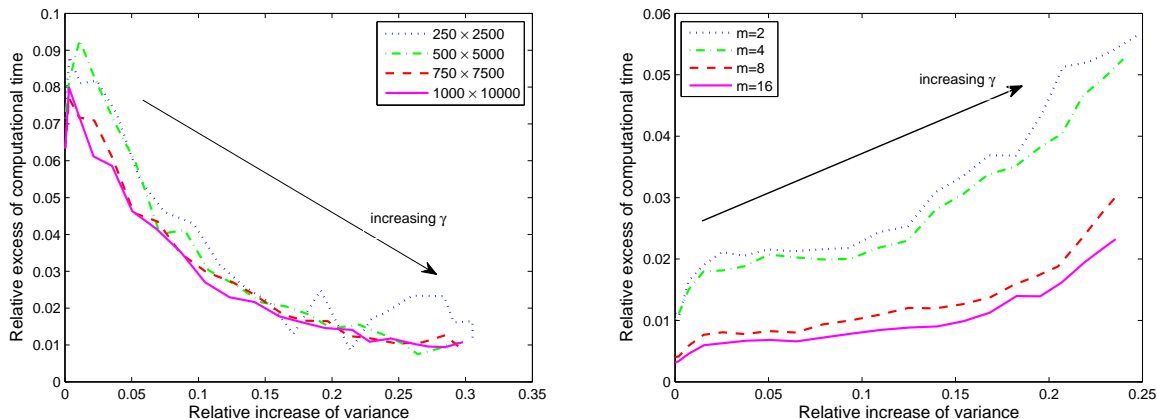 Relative excess of computational time
0.1
0.09
0.08
0.07
0.06
0.05
0.04
0.03
0.02
0.01
0
0
0.05
0.1
0.15
0.2
0.25
0.3
0.35
Relative increase of variance
250 × 2500
500 × 5000
750 × 7500
1000 × 10000
increasing γ
Relative excess of computational time
0.06
0.05
0.04
0.03
0.02
0.01
0
0
0.05
0.1
0.15
0.2
0.25
Relative increase of variance
m=2
m=4
m=8
m=16
increasing γ